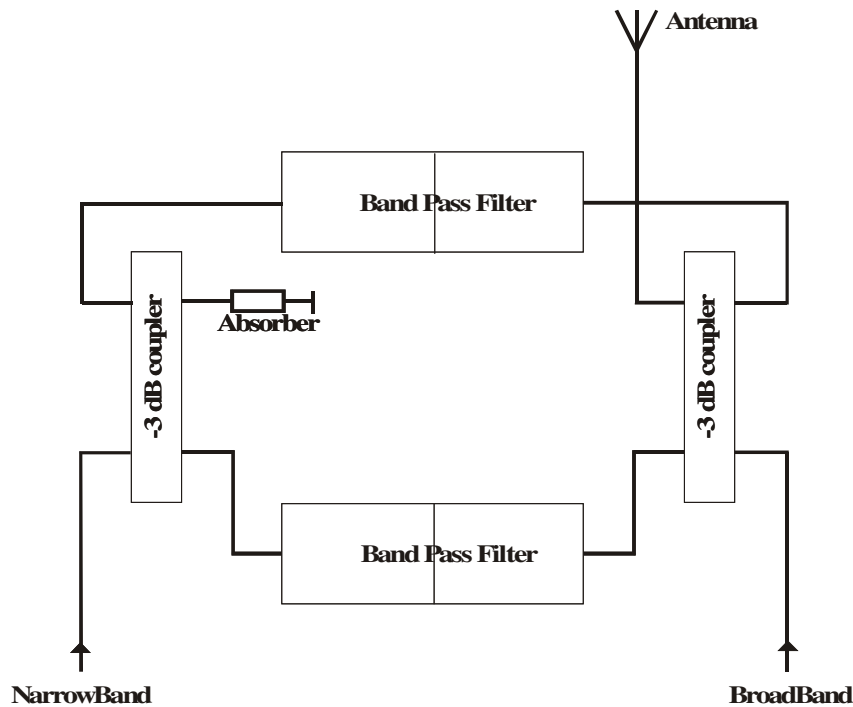 Antenna
Band Pass Filter
-3 dB coupler
Absorber
-3 dB coupler
Band Pass Filter
NarrowBand
BroadBand